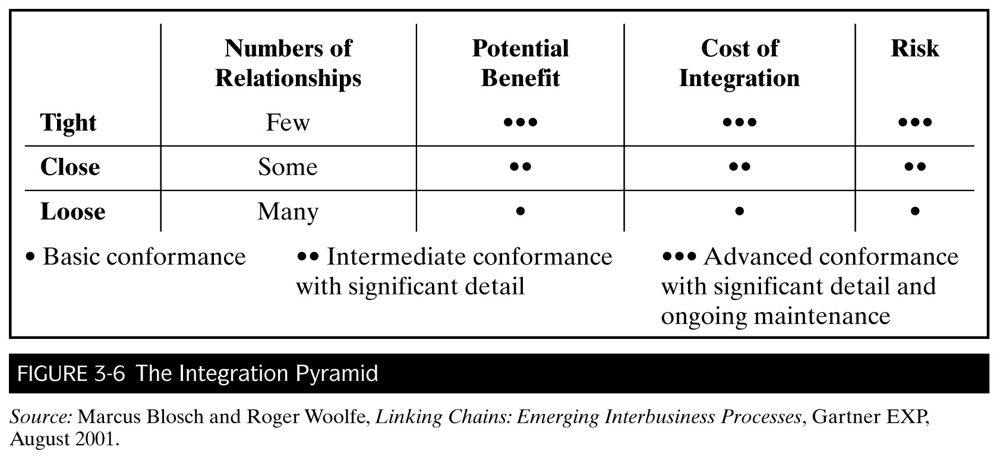 Numbers of Relationships Potential Benefit Cost of Integration Risk
Tight Few ••• ••• •••
Close Some •• •• ••
Loose Many • • •
• Basic conformance
•• Intermediate conformance
with significant detail
••• Advanced conformance
with significant detail and
ongoing maintenance
FIGURE 3-6 The Integration Pyramid
Source: Marcus Blosch and Roger Woolfe, Linking Chains: Emerging Interbusiness Processes, Gartner EXP,
August 2001.